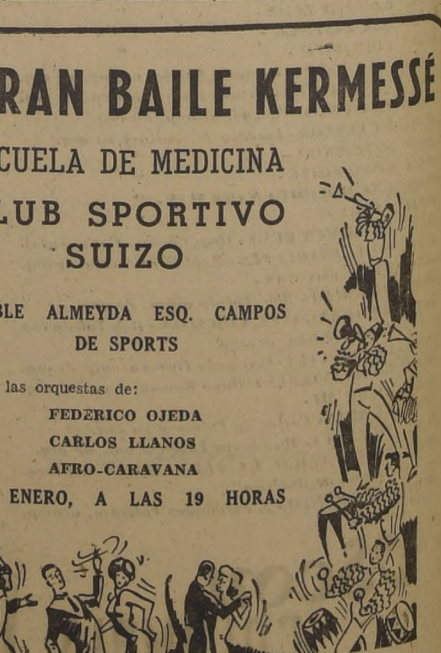 RAN BAILE KERMESSÉ
CUELA DE MEDICINA
LUB SPORTIVO
SUIZO
BLE ALMEYDA ESQ. CAMPOS
DE SPORTS
las orquestas de:
FEDERICO OJEDA
CARLOS LLANOS
AFRO-CARAVANA
ENERO, A LAS 19 HORAS